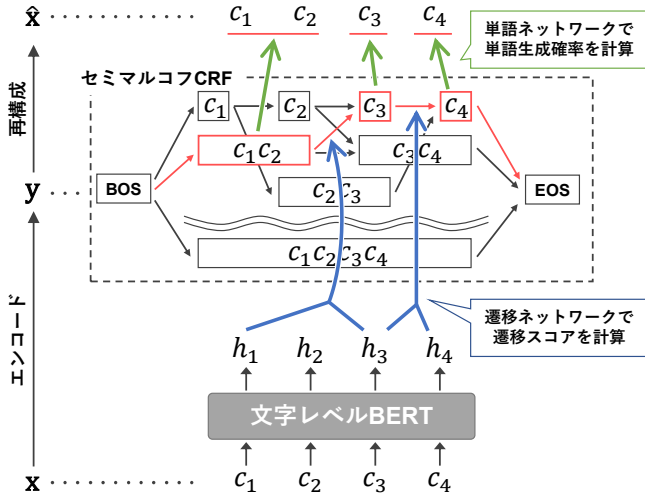 x̂ ⋯ c₁ c₂ c₃ c₄
単語ネットワークで
単語生成確率を計算
セミマルコフCRF
再構成
c₁ c₂ c₃ c₄
c₁c₂ c₃c₄
y ⋯ BOS EOS
c₂c₃
c₁c₂c₃c₄
エンコード
遷移ネットワークで
遷移スコアを計算
h₁ h₂ h₃ h₄
文字レベルBERT
x ⋯ c₁ c₂ c₃ c₄